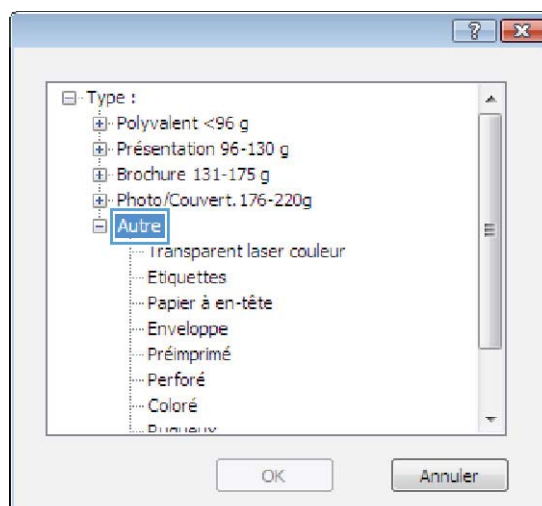 Type :
Polyvalent <96 g
Présentation 96-130 g
Brochure 131-175 g
Photo/Couvert. 176-220g
Autre
Transparent laser couleur
Etiquettes
Papier à en-tête
Enveloppe
Préimprimé
Perforé
Coloré
Rugueux
OK
Annuler